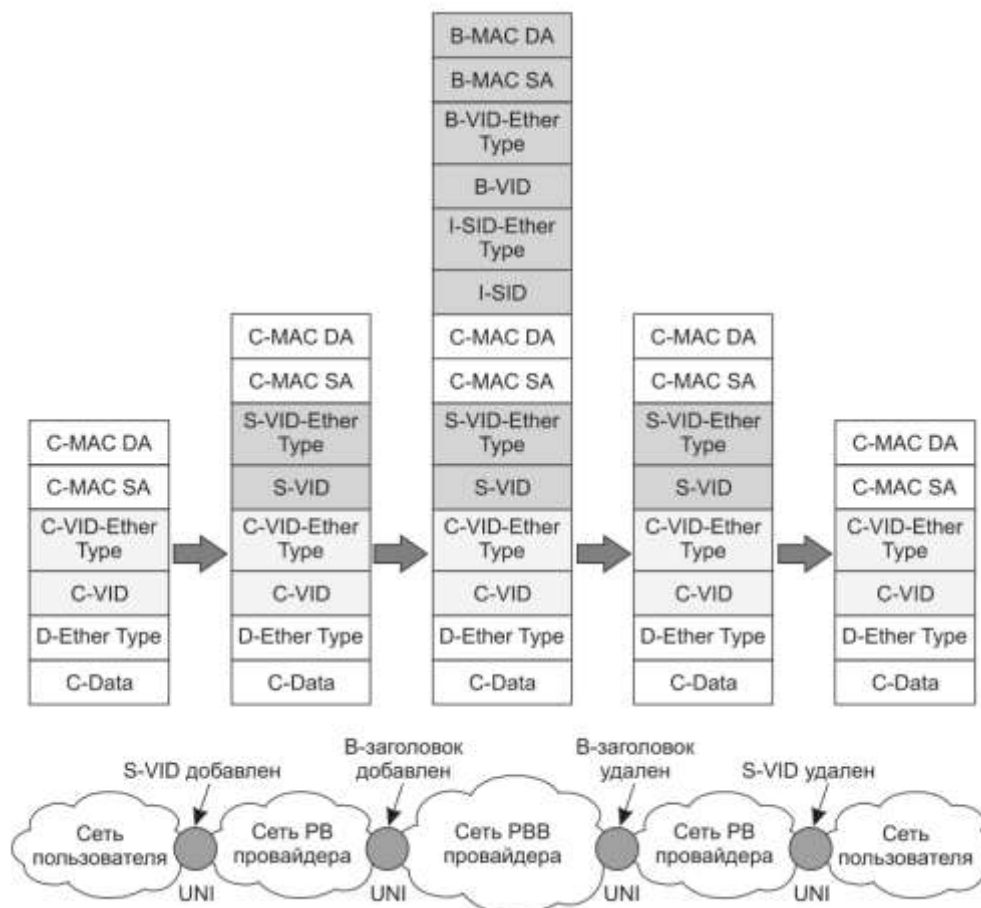 B-MAC DA
B-MAC SA
B-VID-Ether
Type
B-VID
I-SID-Ether
Type
I-SID
C-MAC DA
C-MAC SA
S-VID-Ether
Type
S-VID
C-VID-Ether
Type
C-VID
D-Ether Type
C-Data
C-MAC DA
C-MAC SA
C-VID-Ether
Type
C-VID
D-Ether Type
C-Data
C-MAC DA
C-MAC SA
S-VID-Ether
Type
S-VID
C-VID-Ether
Type
C-VID
D-Ether Type
C-Data
C-MAC DA
C-MAC SA
S-VID-Ether
Type
S-VID
C-VID-Ether
Type
C-VID
D-Ether Type
C-Data
C-MAC DA
C-MAC SA
C-VID-Ether
Type
C-VID
D-Ether Type
C-Data
S-VID добавлен
B-заголовок
добавлен
B-заголовок
удален
S-VID удален
Сеть
пользователя
Сеть PB
провайдера
Сеть PBB
провайдера
Сеть PB
провайдера
Сеть
пользователя
UNI
UNI
UNI
UNI